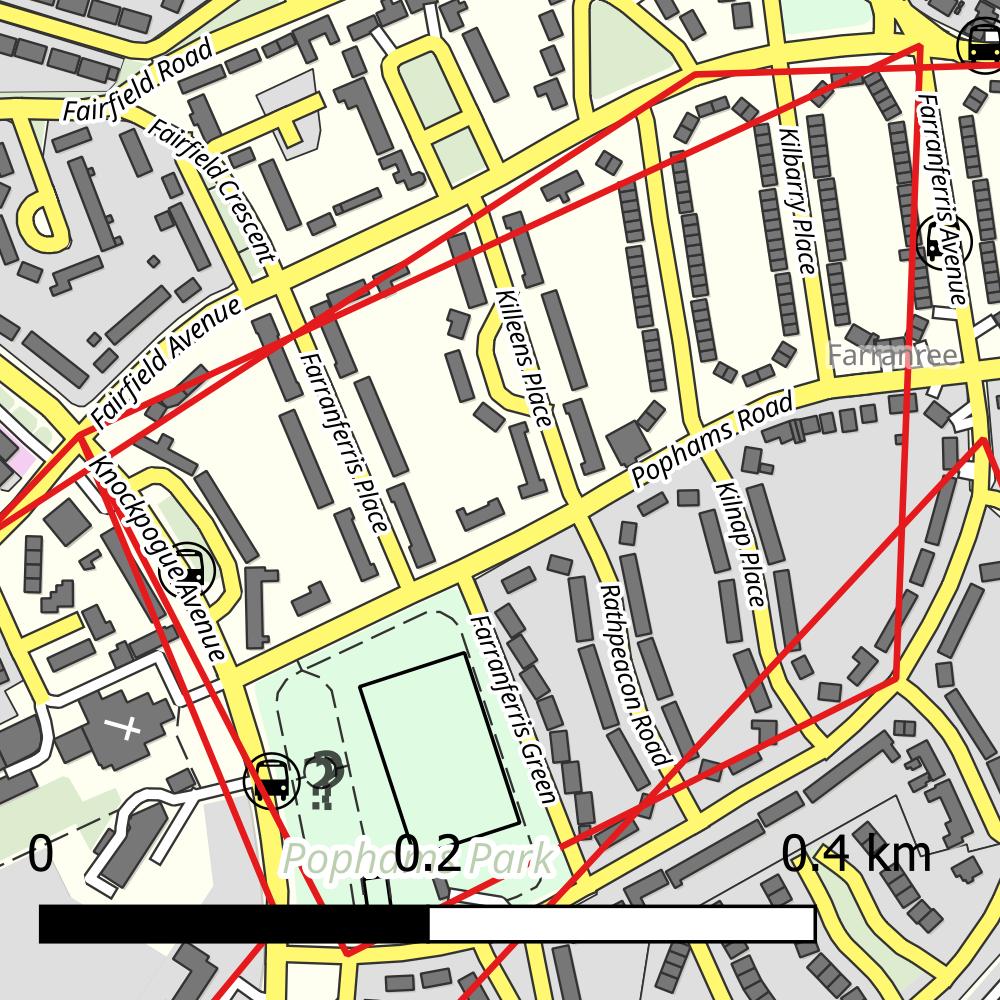 Fairfield Road
Fairfield Crescent
Farranferris Avenue
Kilbarry Place
Fairfield Avenue
Killeens Place
Farranferris Place
Farranree
Pophams Road
Knockpogue Avenue
Kilnap Place
Rathpeacon Road
Farranferris Green
Pophams Park
0 0.2 0.4 km